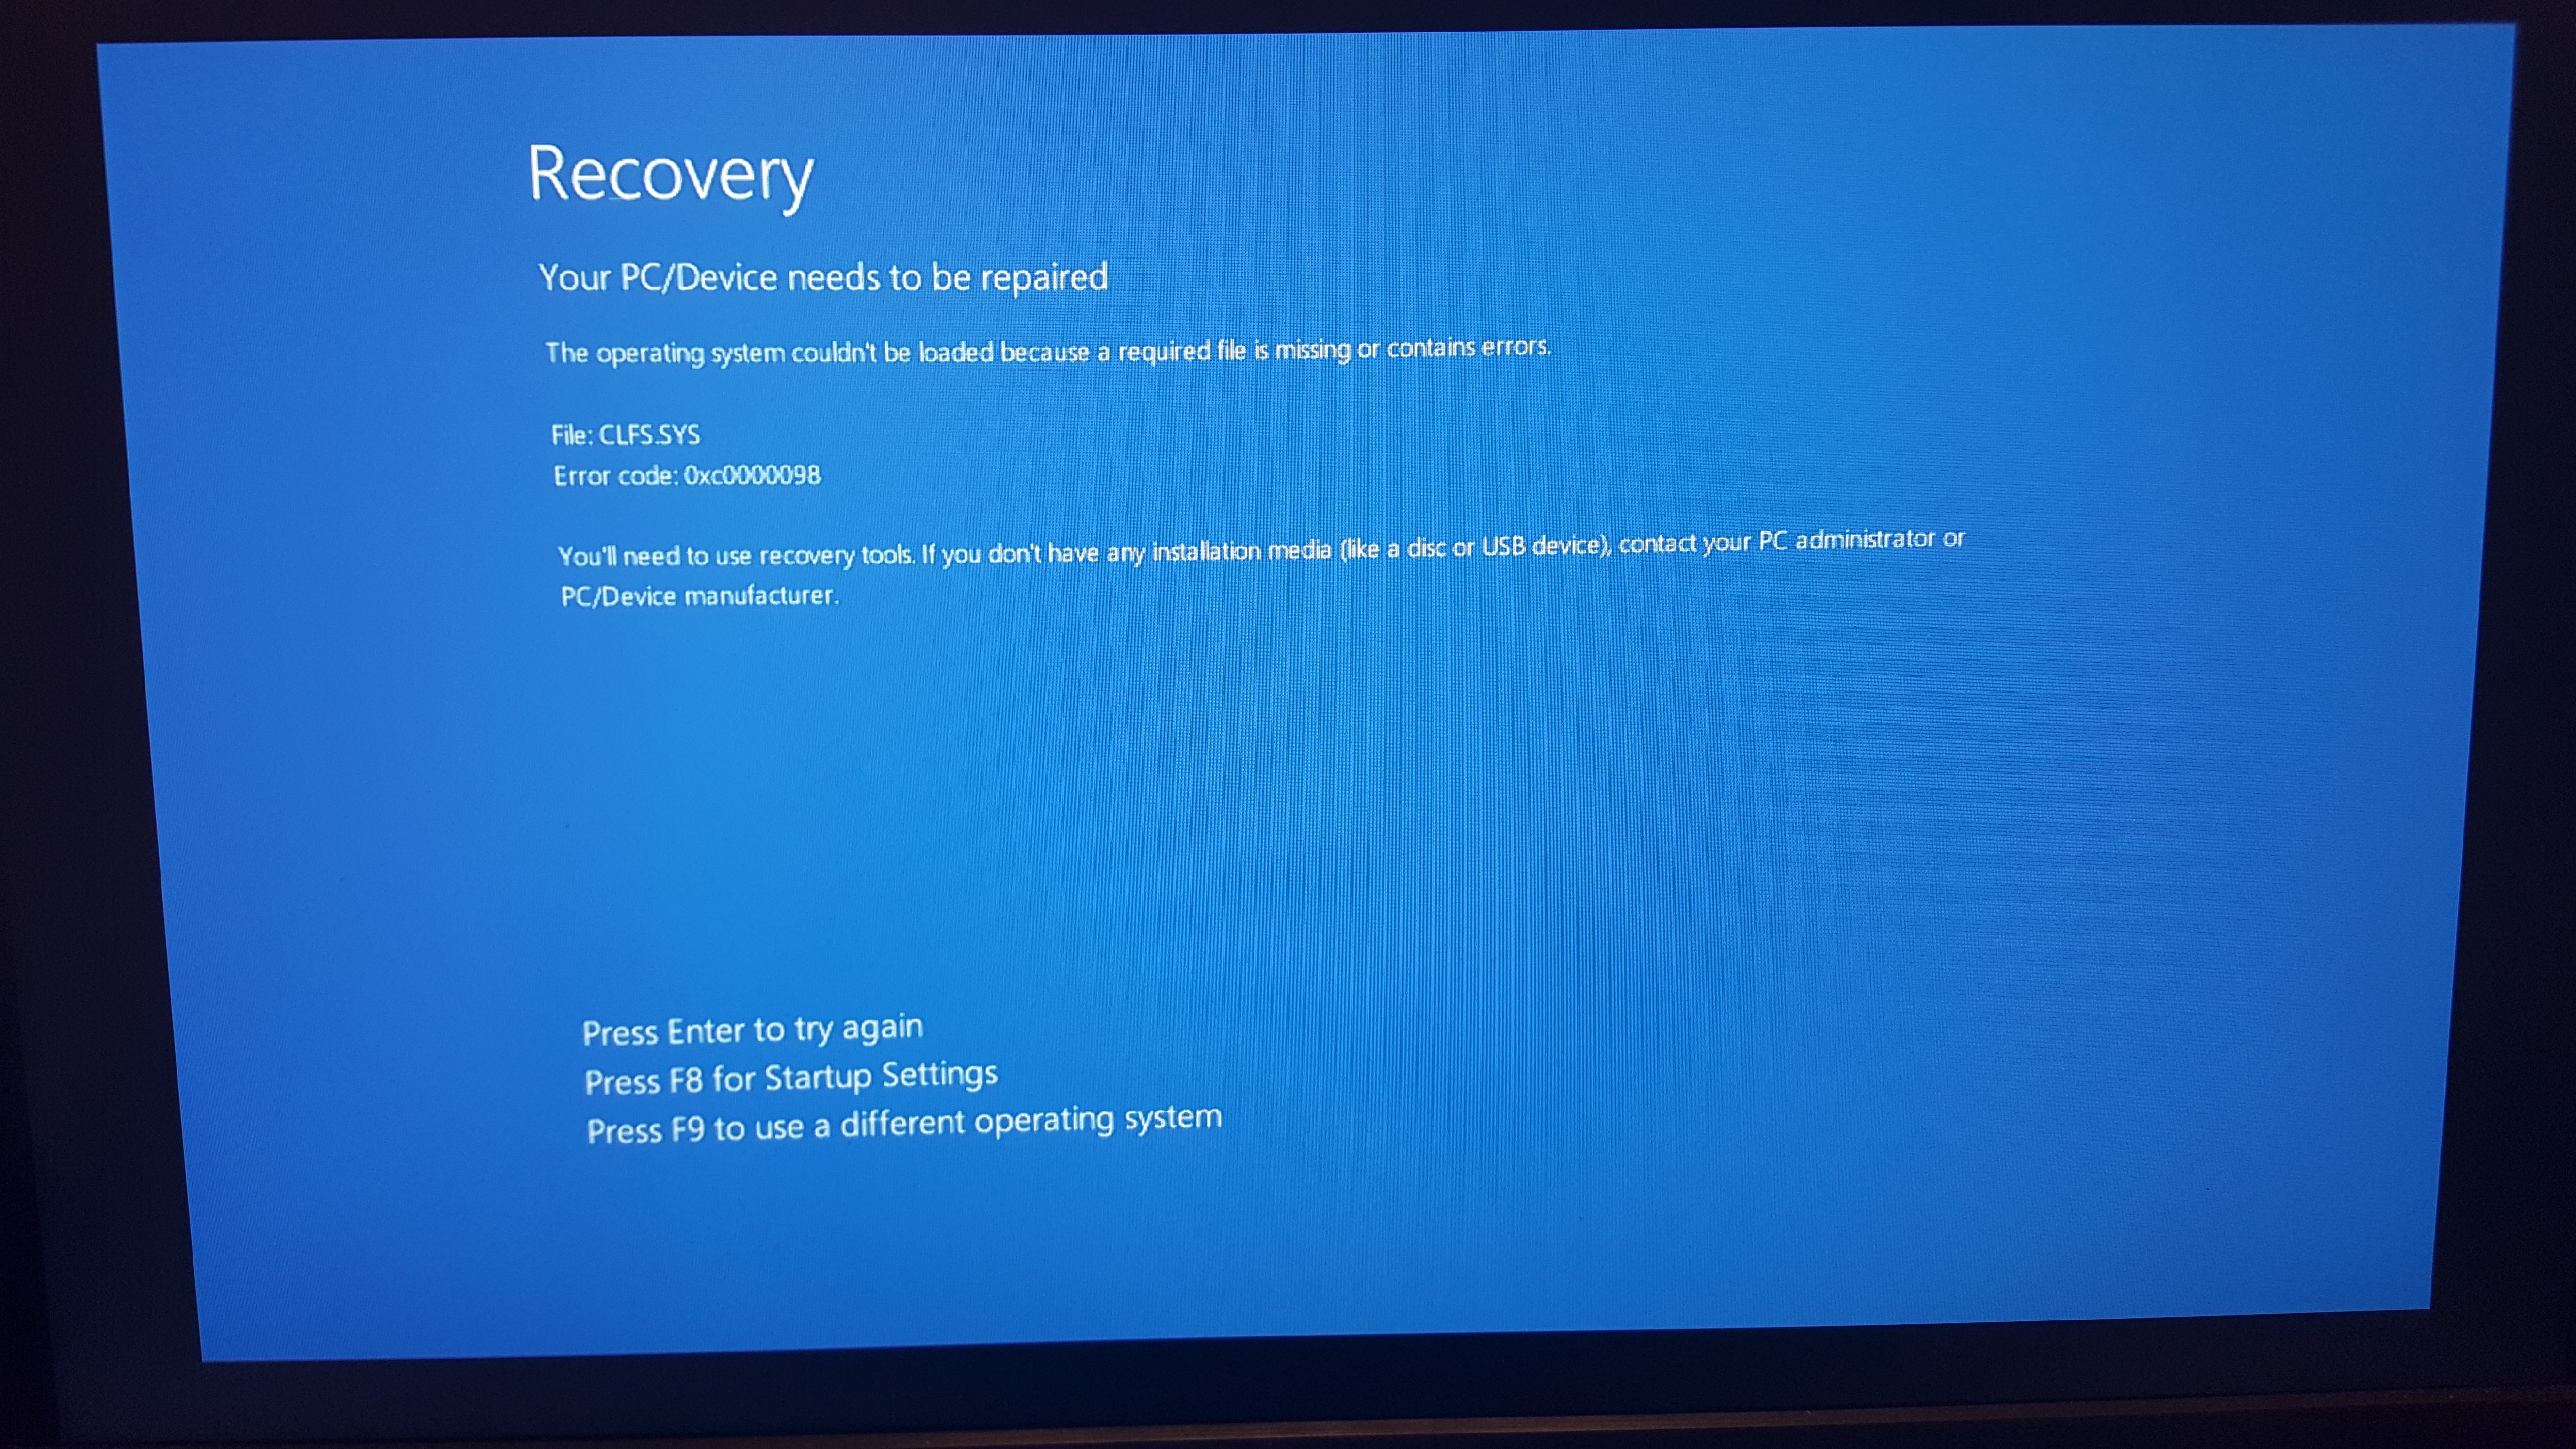 Recovery
Your PC/Device needs to be repaired
The operating system couldn't be loaded because a required file is missing or contains errors.
File: CLFS.SYS
Error code: 0xc0000098
You'll need to use recovery tools. If you don't have any installation media (like a disc or USB device), contact your PC administrator or
PC/Device manufacturer.
Press Enter to try again
Press F8 for Startup Settings
Press F9 to use a different operating system